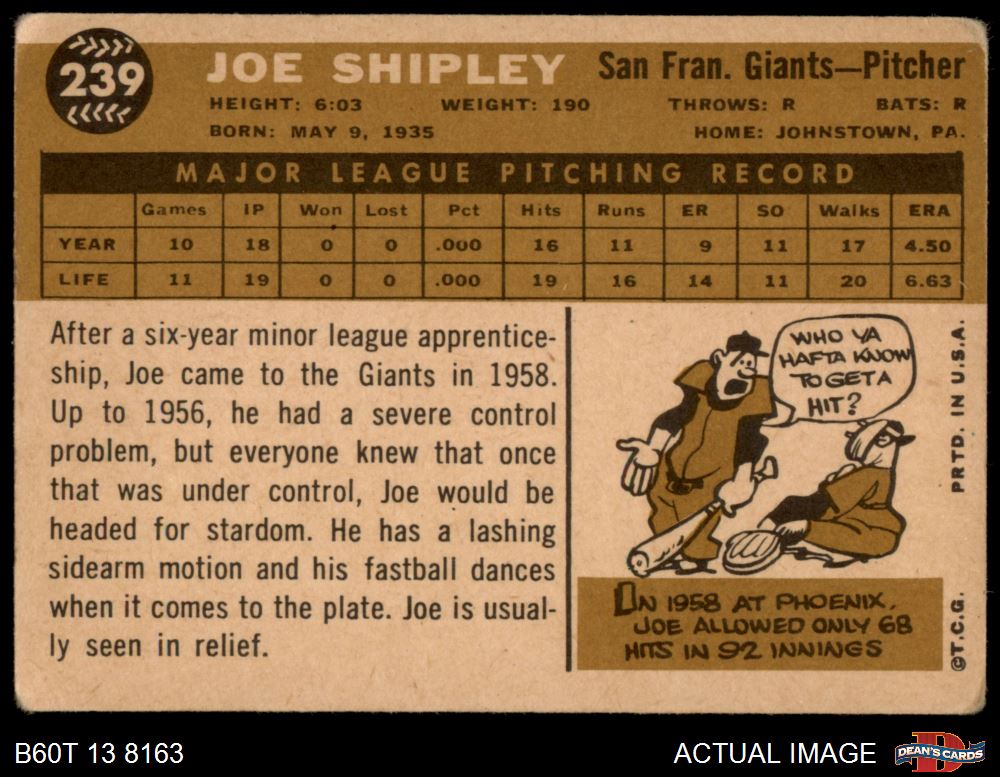 239
JOE SHIPLEY San Fran. Giants—Pitcher
HEIGHT: 6:03 WEIGHT: 190 THROWS: R BATS: R
BORN: MAY 9, 1935 HOME: JOHNSTOWN, PA.
MAJOR LEAGUE PITCHING RECORD
Games IP Won Lost Pct Hits Runs ER SO Walks ERA
YEAR 10 18 0 0 .000 16 11 9 11 17 4.50
LIFE 11 19 0 0 .000 19 16 14 11 20 6.63
After a six-year minor league apprentice-
ship, Joe came to the Giants in 1958.
Up to 1956, he had a severe control
problem, but everyone knew that once
that was under control, Joe would be
headed for stardom. He has a lashing
sidearm motion and his fastball dances
when it comes to the plate. Joe is usual-
ly seen in relief.
WHO YA
HAFTA KNOW
TO GET A
HIT?
ON 1958 AT PHOENIX,
JOE ALLOWED ONLY 68
HITS IN 92 INNINGS
PRTD. IN U.S.A.
©T.C.G.
B60T 13 8163
ACTUAL IMAGE
D
DEAN'S CARDS